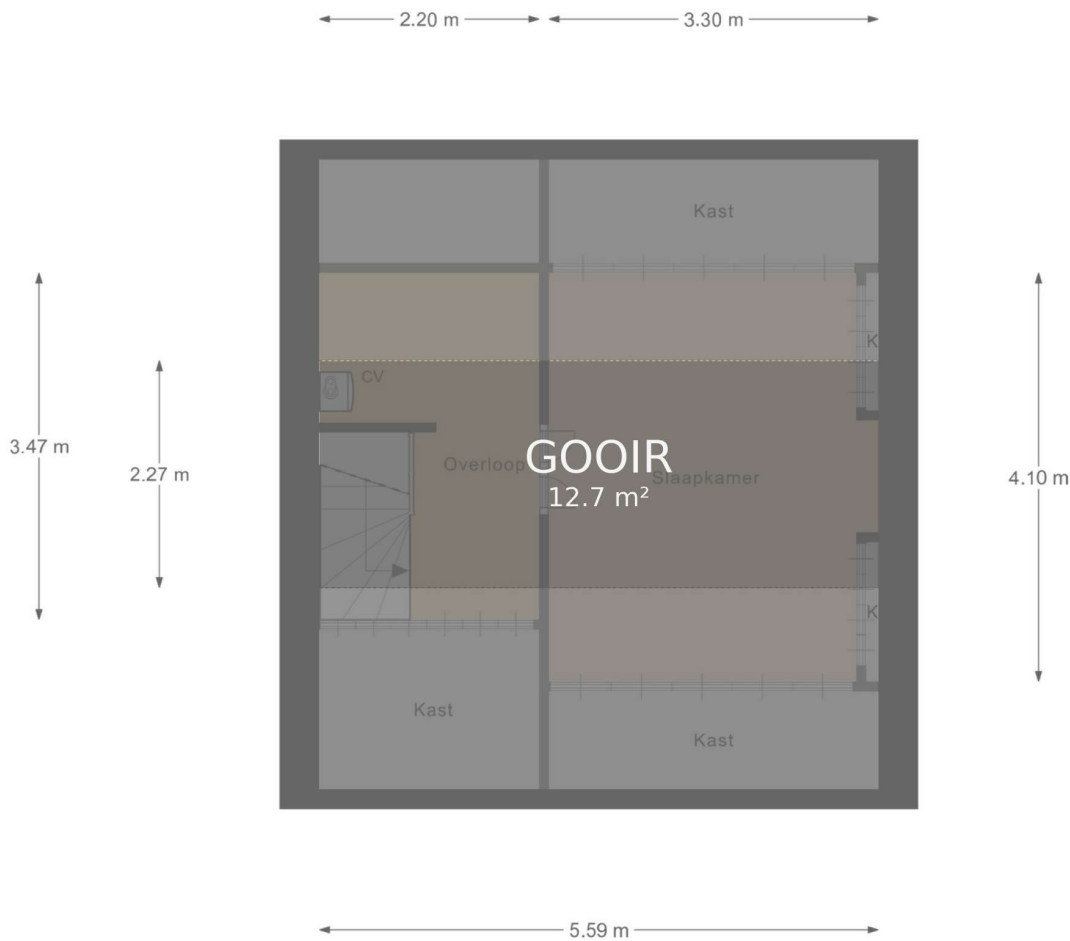 2.20 m
3.30 m
Kast
K
CV
3.47 m
2.27 m
Overloop
GOOIR
12.7 m²
Slaapkamer
4.10 m
K
Kast
Kast
5.59 m